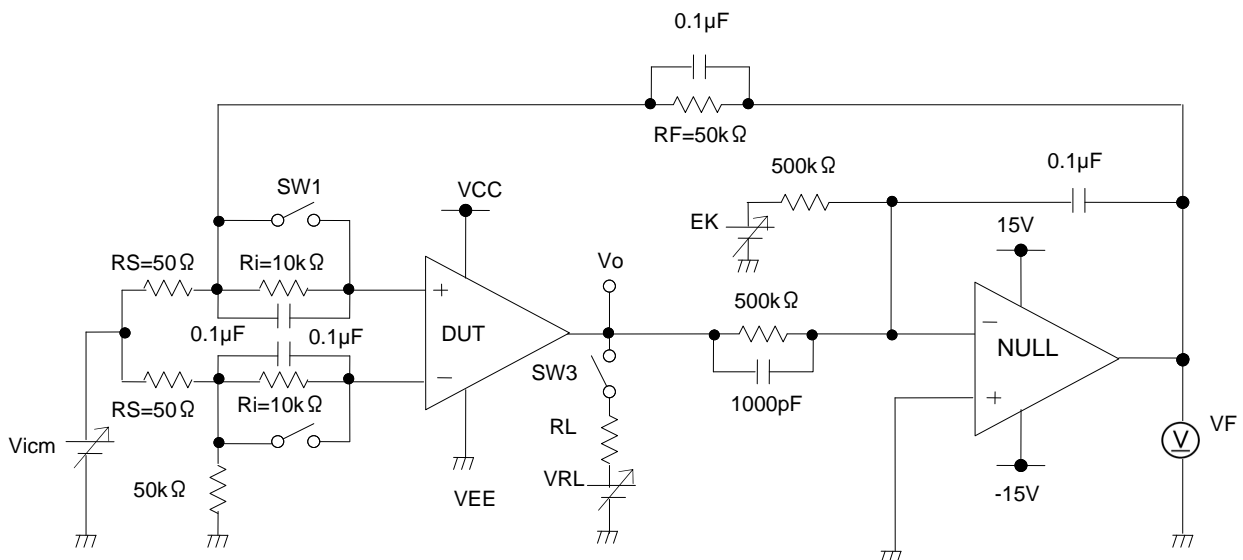 0.1μF
RF=50kΩ
500kΩ
0.1μF
SW1
VCC
EK
15V
RS=50Ω
Ri=10kΩ
Vo
500kΩ
0.1μF
0.1μF
DUT
NULL
SW3
RS=50Ω
Ri=10kΩ
1000pF
Vicm
RL
VF
V
50kΩ
VEE
VRL
-15V
+
−
−
+